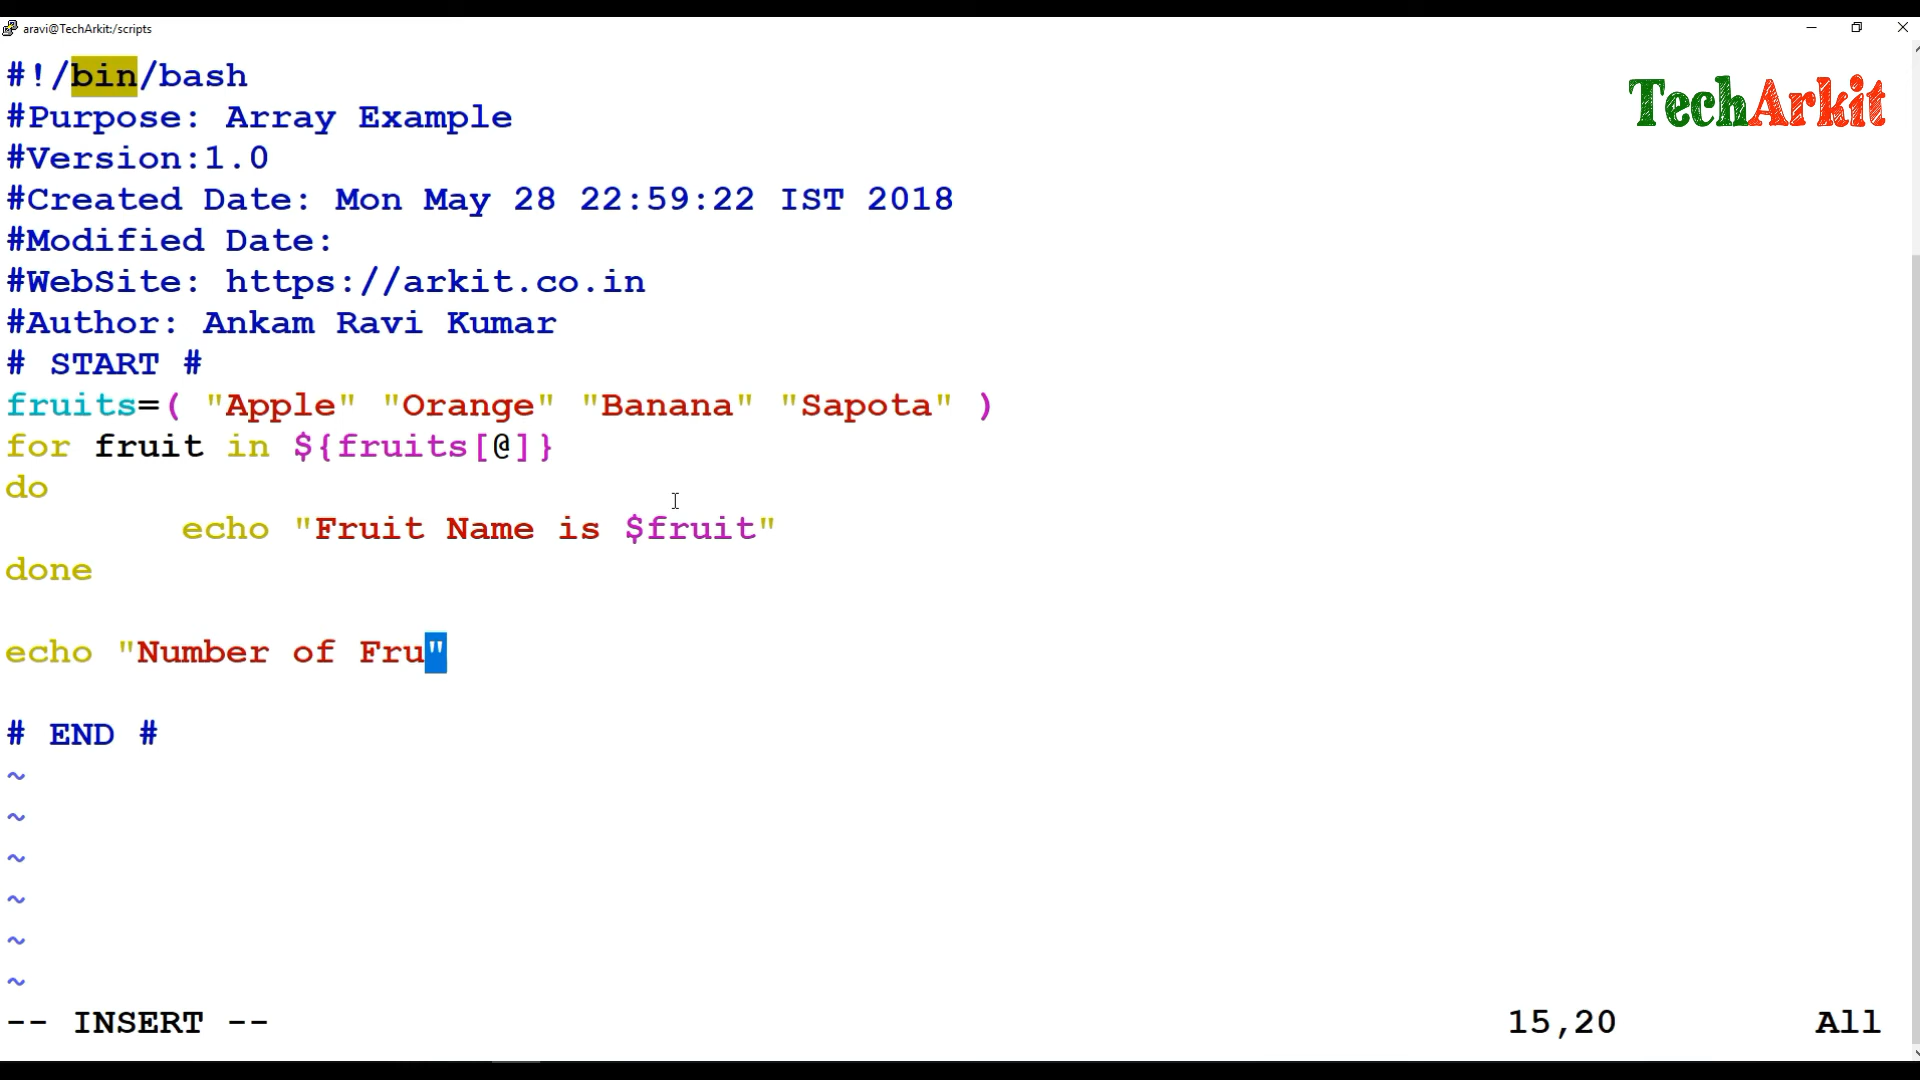 aravi@TechArkit:/scripts
#!/bin/bash
TechArkit
#Purpose: Array Example
#Version:1.0
#Created Date: Mon May 28 22:59:22 IST 2018
#Modified Date:
#WebSite: https://arkit.co.in
#Author: Ankam Ravi Kumar
# START #
fruits=( "Apple" "Orange" "Banana" "Sapota" )
for fruit in ${fruits[@]}
do
        echo "Fruit Name is $fruit"
done
echo "Number of Fru"
# END #
~
~
~
~
~
~
-- INSERT -- 15,20 All